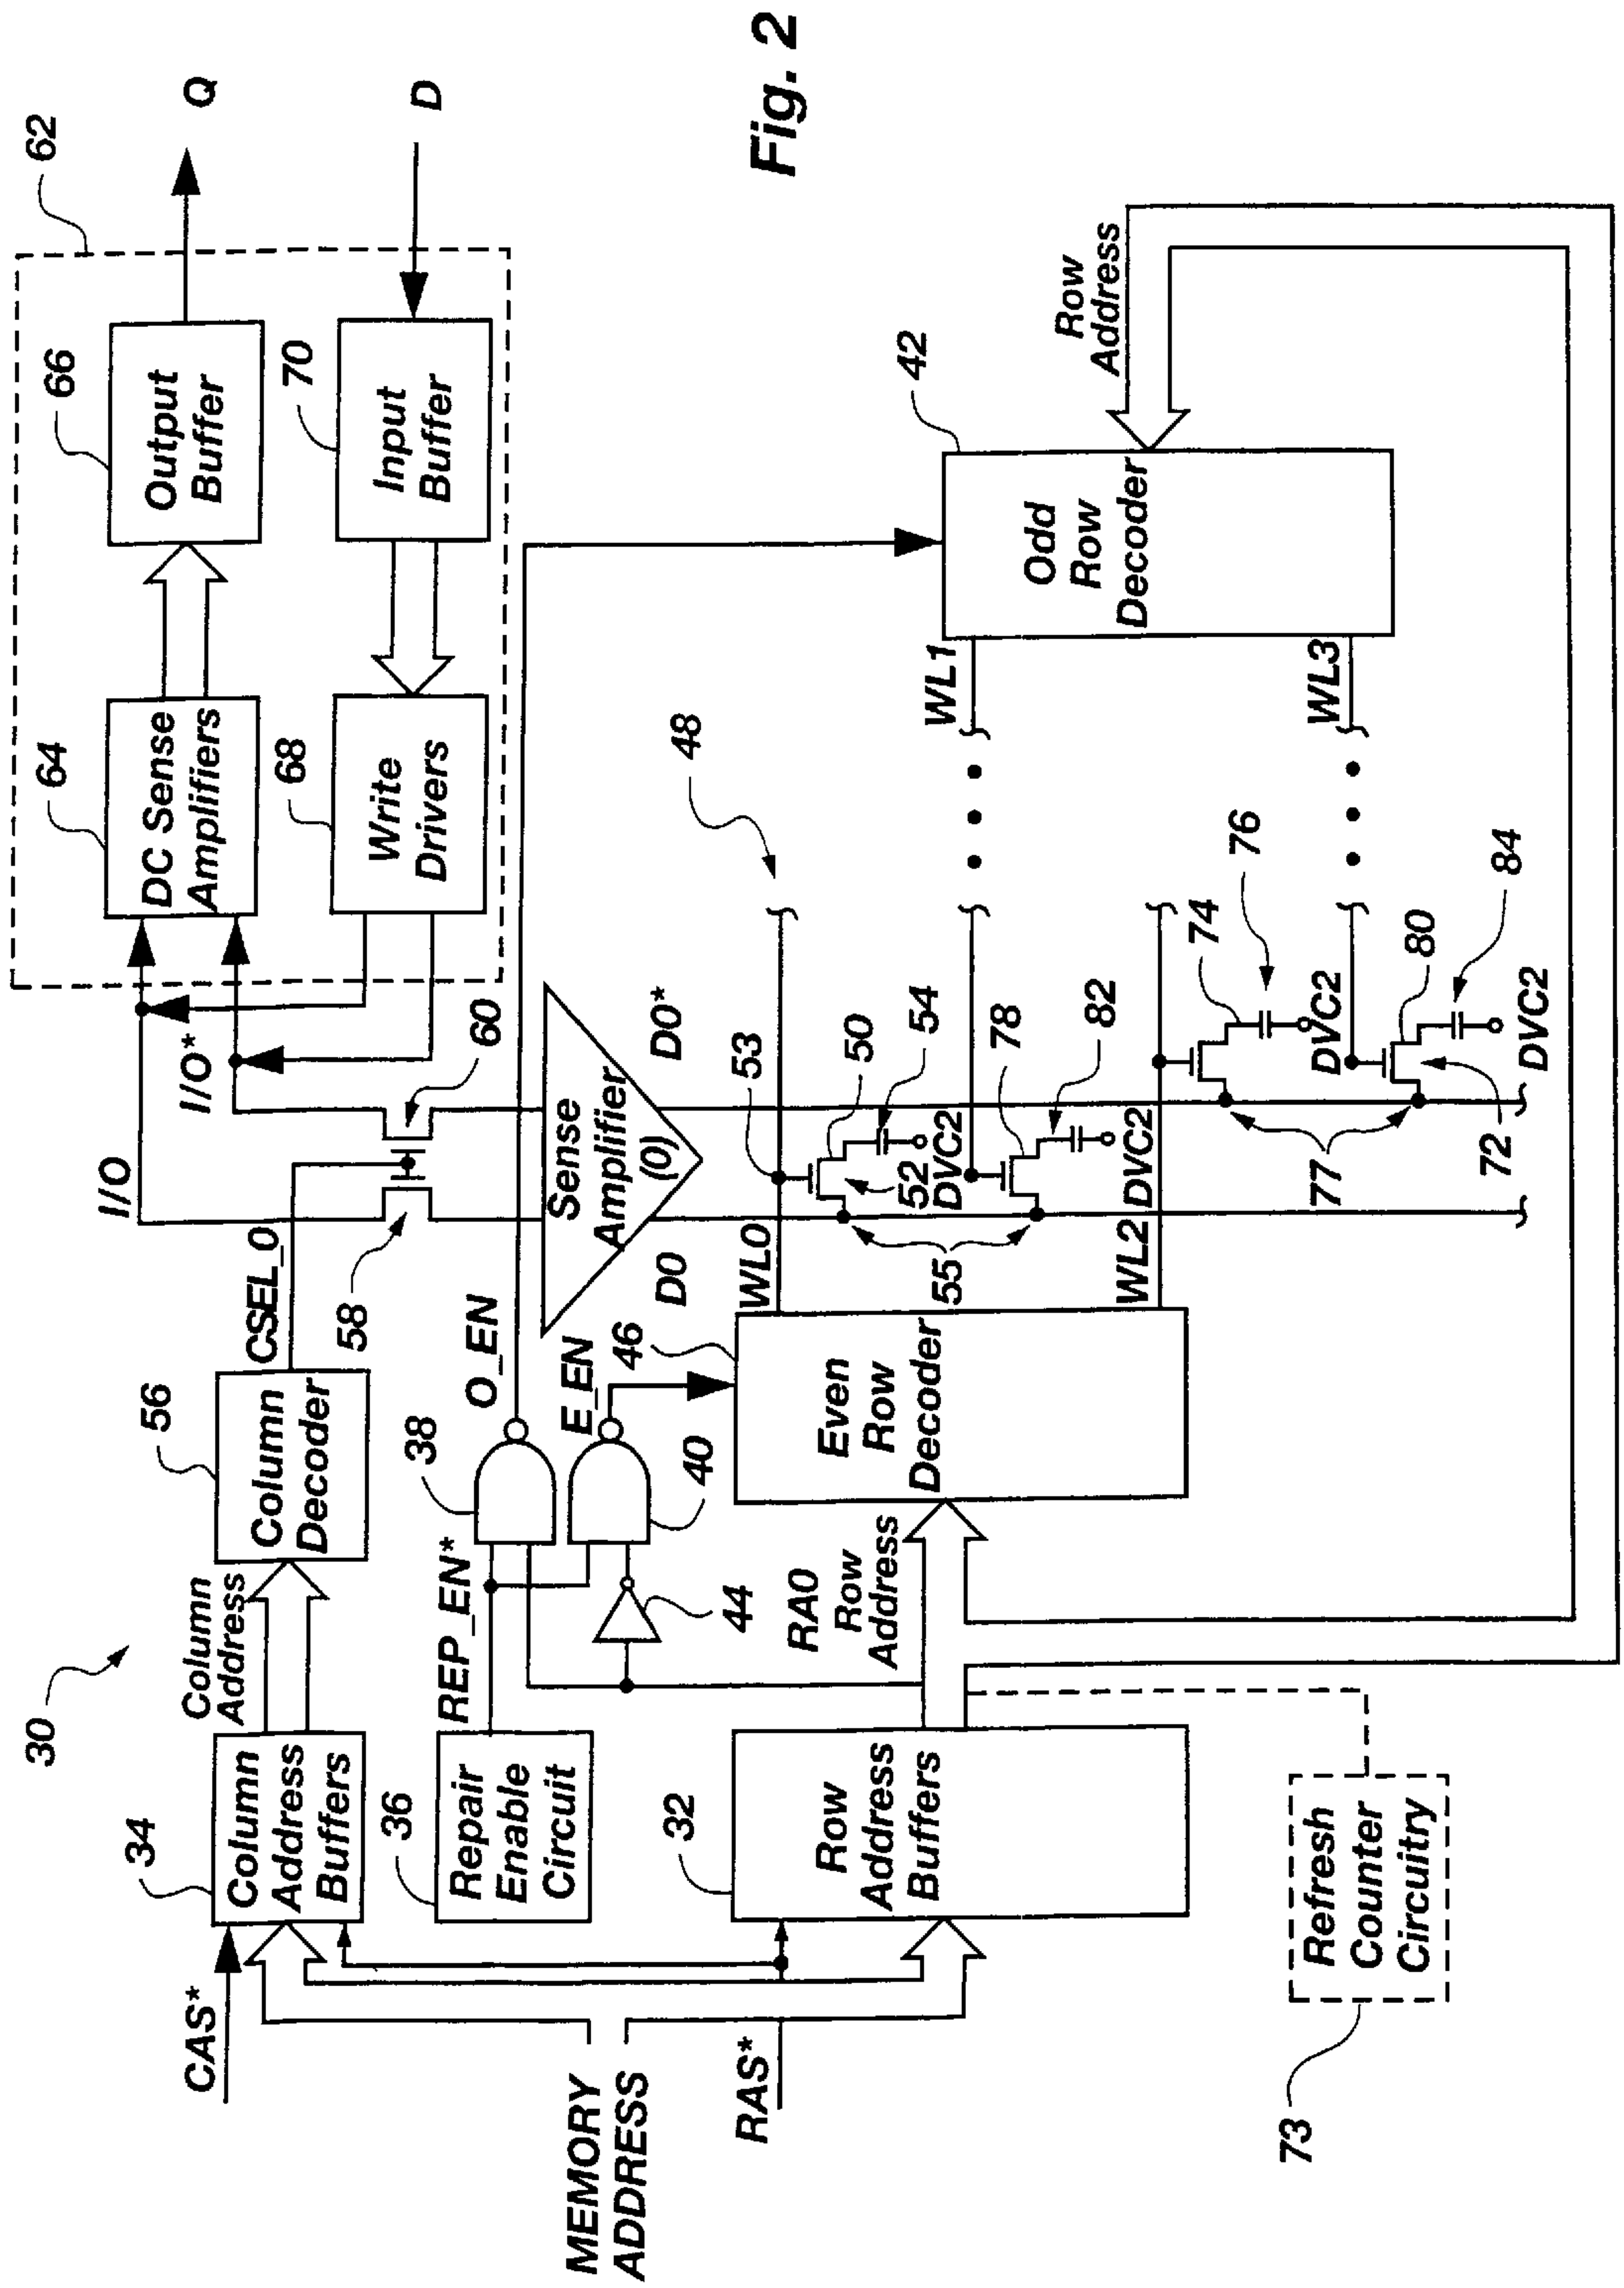 30
62
34
Column
Address
Buffers
CAS*
Column
Address
56
Column
Decoder
CSEL_0
I/O
I/O*
58
60
64
DC Sense
Amplifiers
66
Output
Buffer
Q
68
Write
Drivers
70
Input
Buffer
D
36
Repair
Enable
Circuit
REP_EN*
38
O_EN
40
E_EN
44
46
MEMORY
ADDRESS
RAS*
32
Row
Address
Buffers
RA0
Row
Address
Even
Row
Decoder
Sense
Amplifier
(0)
D0
D0*
WL0
53
50
52
54
DVC2
48
WL1
78
82
DVC2
55
WL2
74
76
DVC2
77
WL3
80
84
72
DVC2
42
Odd
Row
Decoder
Row
Address
73
Refresh
Counter
Circuitry
Fig. 2